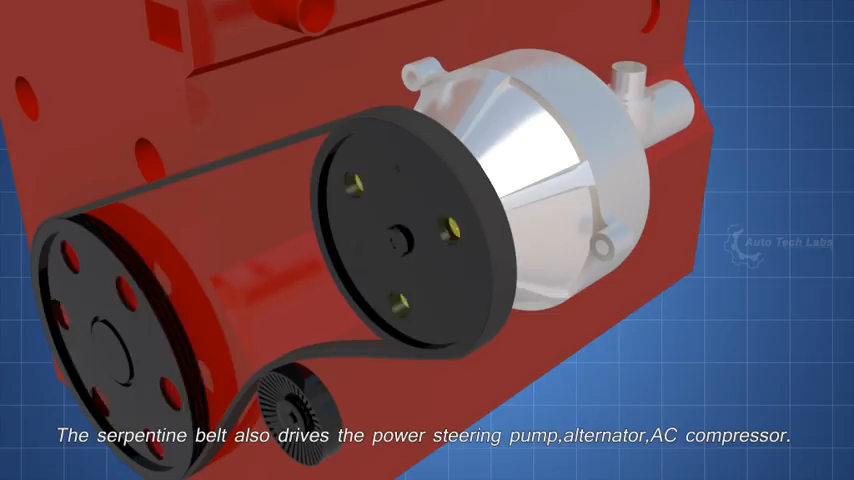 Auto Tech Labs
The serpentine belt also drives the power steering pump,alternator,AC compressor.